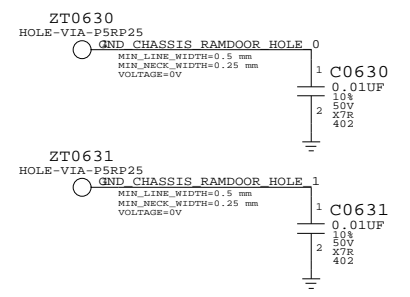 ZT0630
HOLE-VIA-P5RP25
GND_CHASSIS_RAMDOOR_HOLE_0
MIN_LINE_WIDTH=0.5 mm
MIN_NECK_WIDTH=0.25 mm
VOLTAGE=0V
1
C0630
0.01UF
10%
50V
2
X7R
402
ZT0631
HOLE-VIA-P5RP25
GND_CHASSIS_RAMDOOR_HOLE_1
MIN_LINE_WIDTH=0.5 mm
MIN_NECK_WIDTH=0.25 mm
VOLTAGE=0V
1
C0631
0.01UF
10%
50V
2
X7R
402